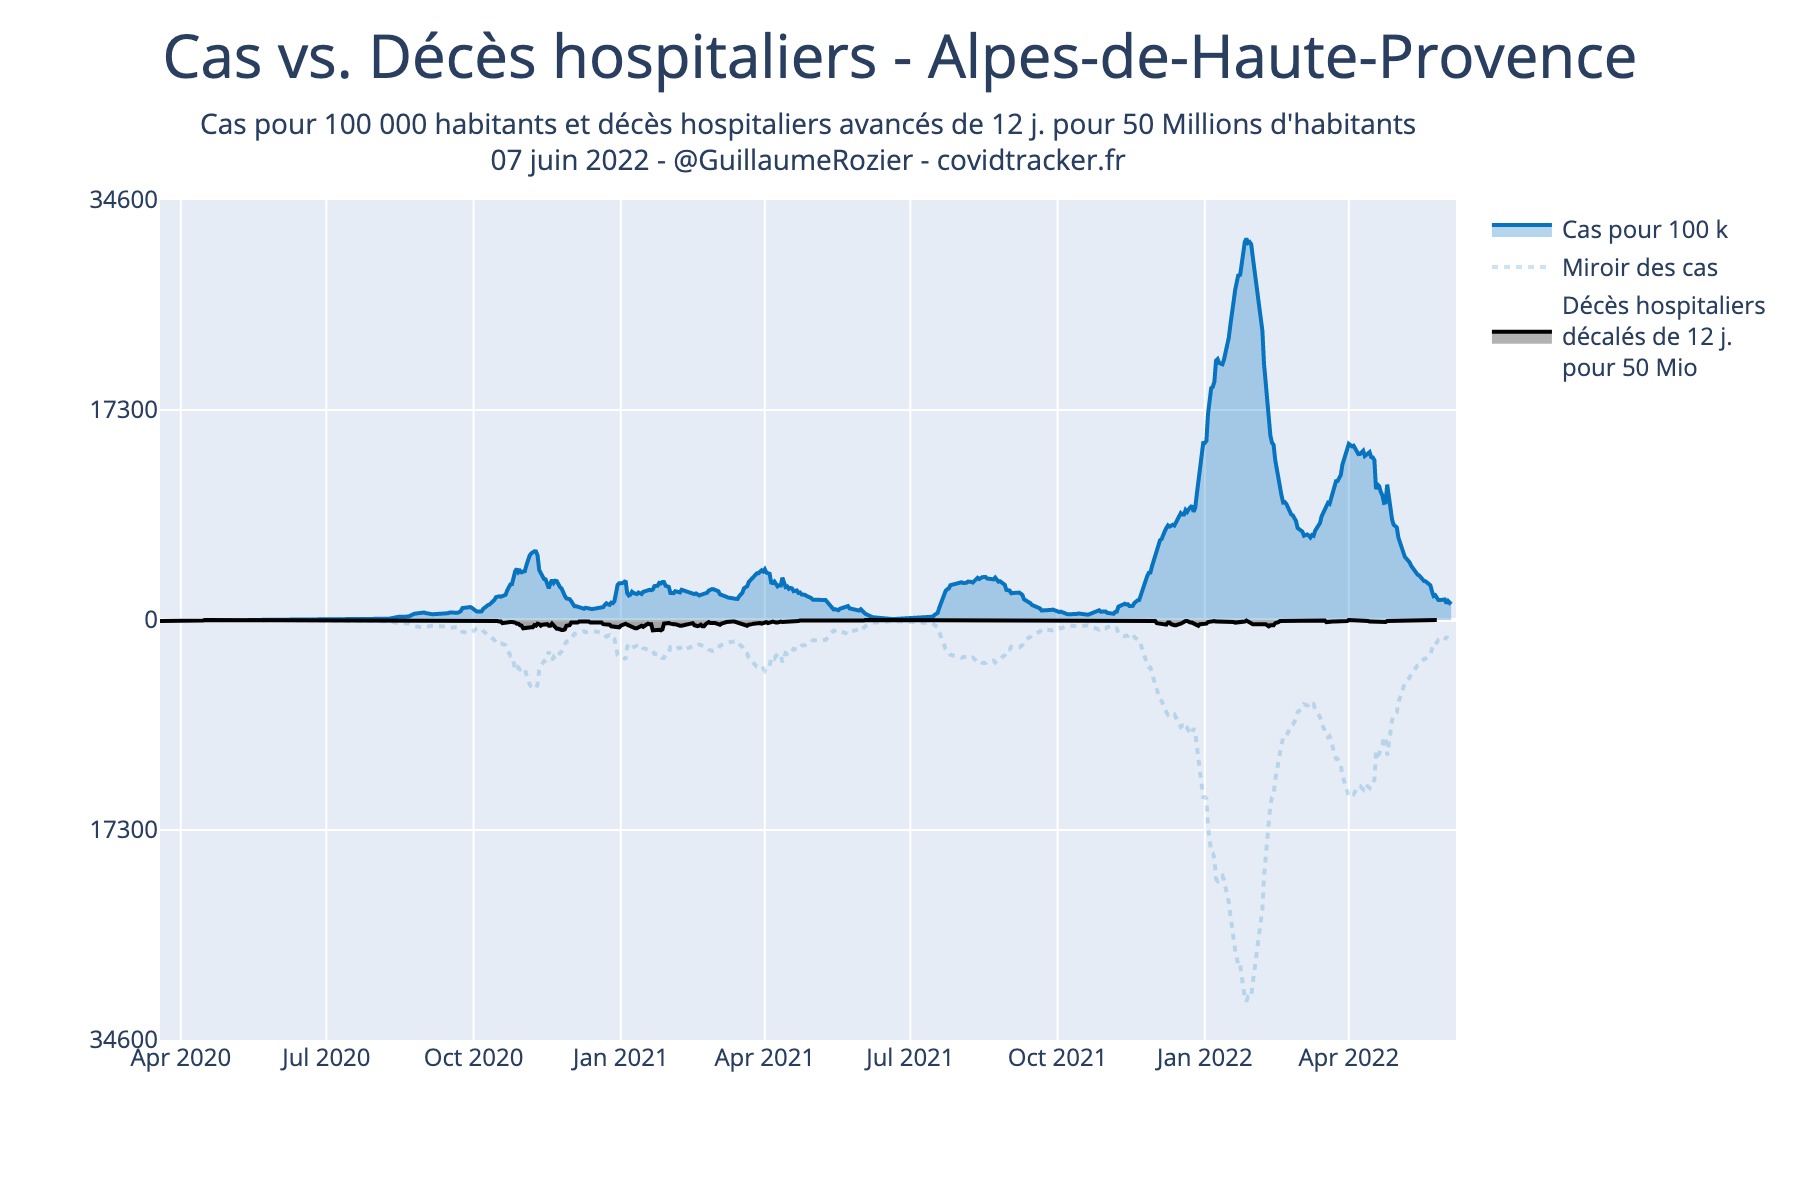 Cas vs. Décès hospitaliers - Alpes-de-Haute-Provence
Cas pour 100 000 habitants et décès hospitaliers avancés de 12 j. pour 50 Millions d'habitants
07 juin 2022 - @GuillaumeRozier - covidtracker.fr
34600
17300
0
17300
34600
Apr 2020
Jul 2020
Oct 2020
Jan 2021
Apr 2021
Jul 2021
Oct 2021
Jan 2022
Apr 2022
Cas pour 100 k
Miroir des cas
Décès hospitaliers
décalés de 12 j.
pour 50 Mio